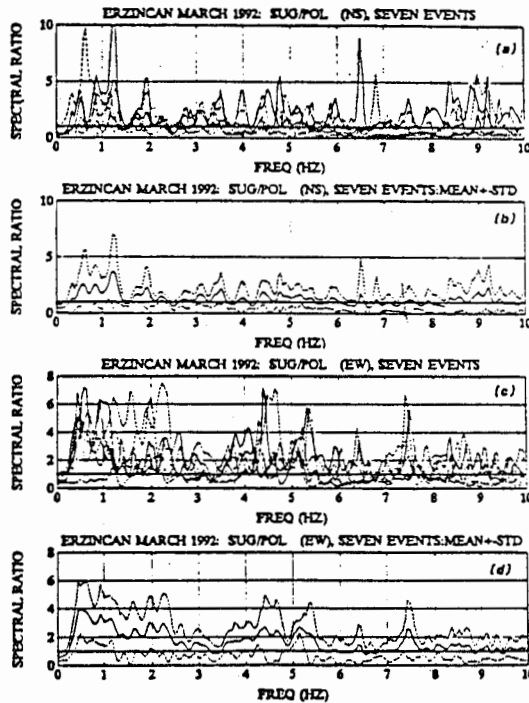 ERZINCAN MARCH 1992: SUG/POL (NS), SEVEN EVENTS
(a)
SPECTRAL RATIO
10
5
0
0 1 2 3 4 5 6 7 8 9 10
FREQ (HZ)
ERZINCAN MARCH 1992: SUG/POL (NS), SEVEN EVENTS:MEAN+-STD
(b)
SPECTRAL RATIO
10
5
0
0 1 2 3 4 5 6 7 8 9 10
FREQ (HZ)
ERZINCAN MARCH 1992: SUG/POL (EW), SEVEN EVENTS
(c)
SPECTRAL RATIO
8
6
4
2
0
0 1 2 3 4 5 6 7 8 9 10
FREQ (HZ)
ERZINCAN MARCH 1992: SUG/POL (EW), SEVEN EVENTS:MEAN+-STD
(d)
SPECTRAL RATIO
8
6
4
2
0
0 1 2 3 4 5 6 7 8 9 10
FREQ (HZ)